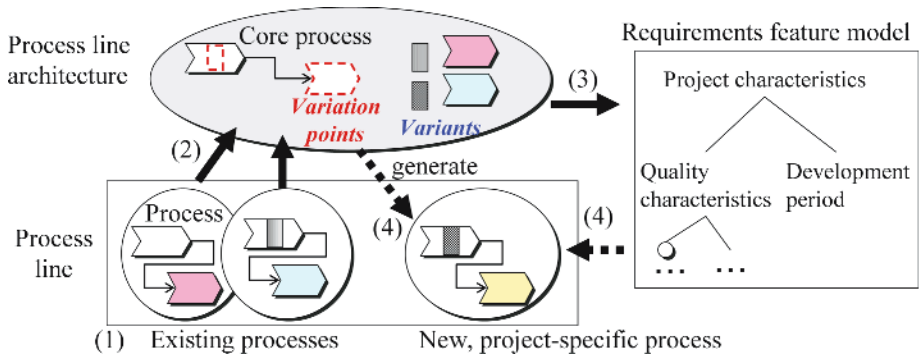 Process line
architecture
Core process
Variation
points
Variants
(3)
Requirements feature model
Project characteristics
Quality
characteristics
Development
period
...
...
(2)
generate
(4)
(4)
Process
line
Process
(1)
Existing processes
New, project-specific process